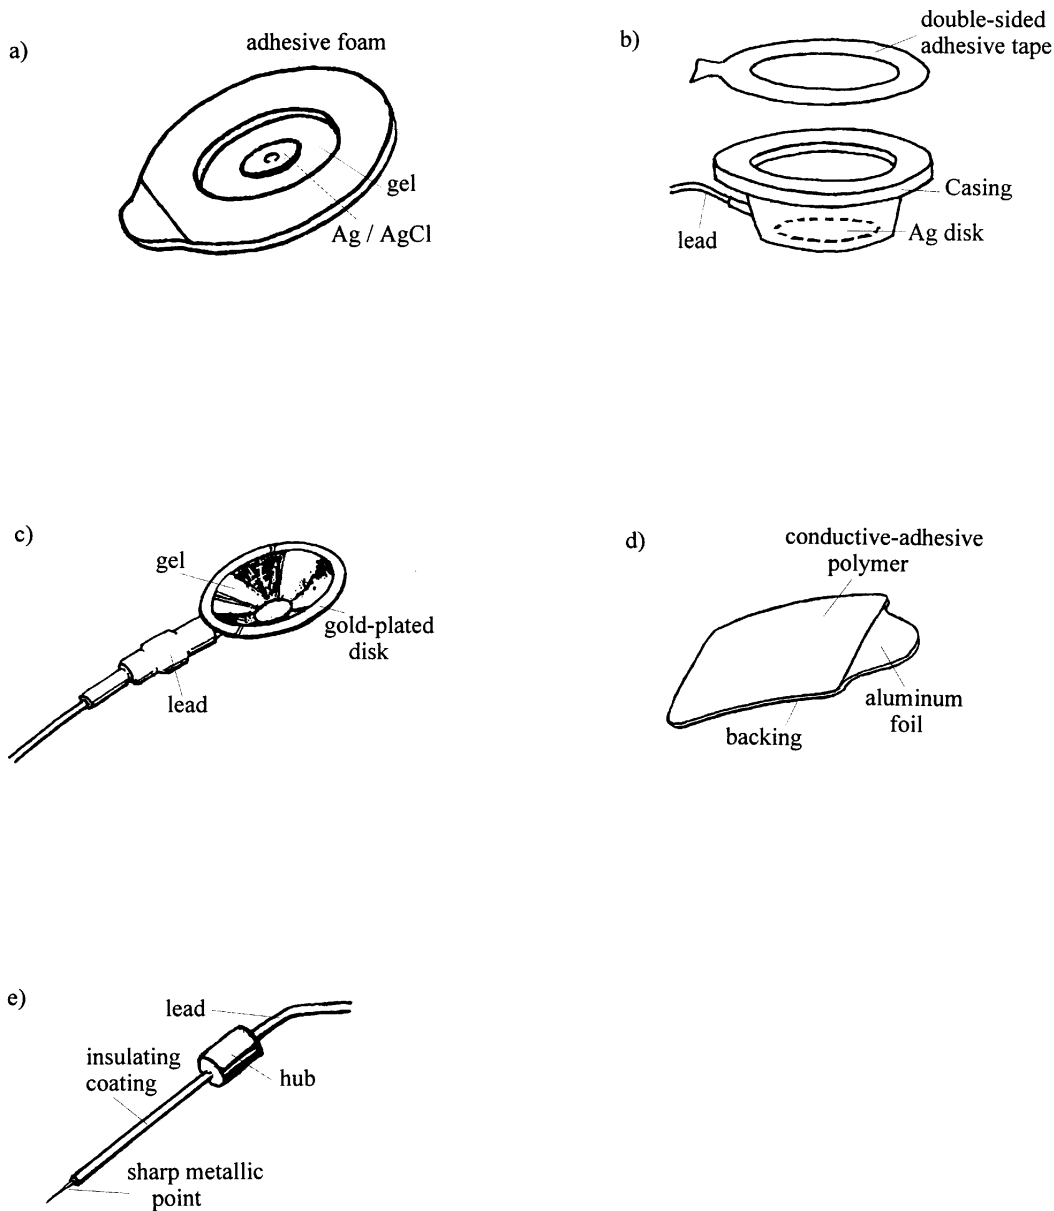 a)
adhesive foam
gel
Ag / AgCl
b)
double-sided
adhesive tape
Casing
lead
Ag disk
c)
gel
gold-plated
disk
lead
d)
conductive-adhesive
polymer
aluminum
foil
backing
e)
lead
insulating
coating
hub
sharp metallic
point